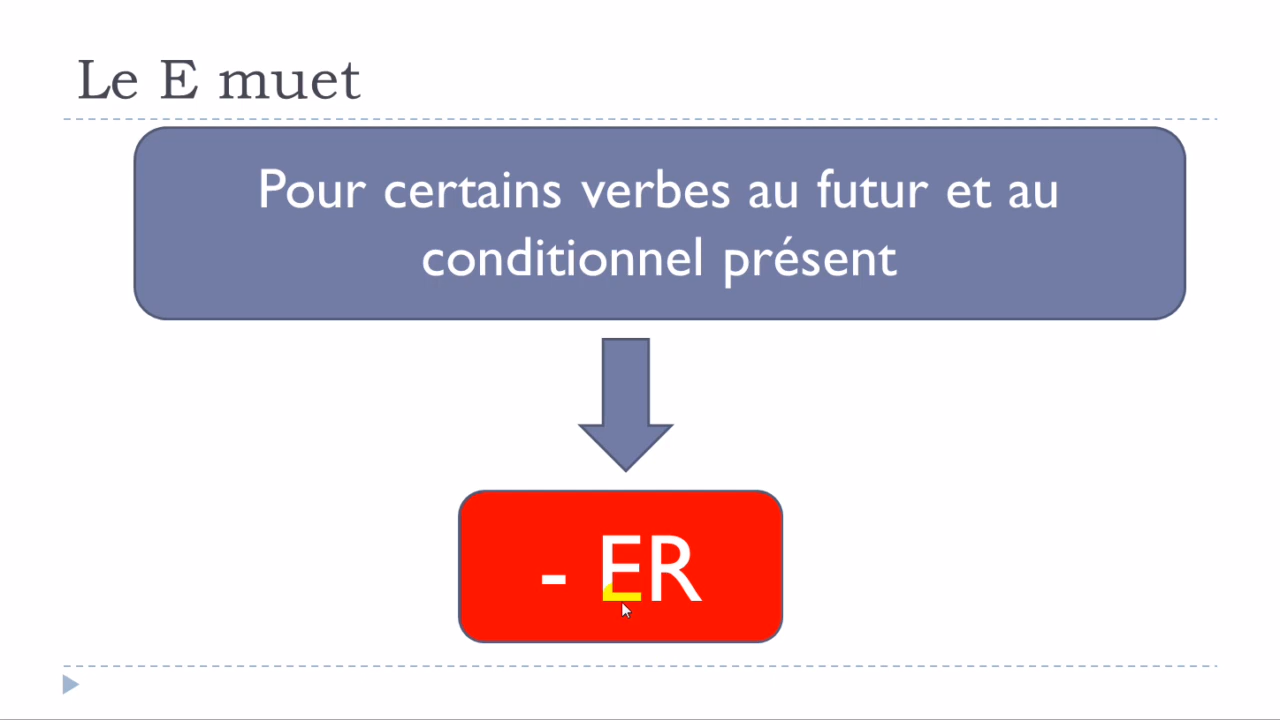 Le E muet
Pour certains verbes au futur et au
conditionnel présent
- ER